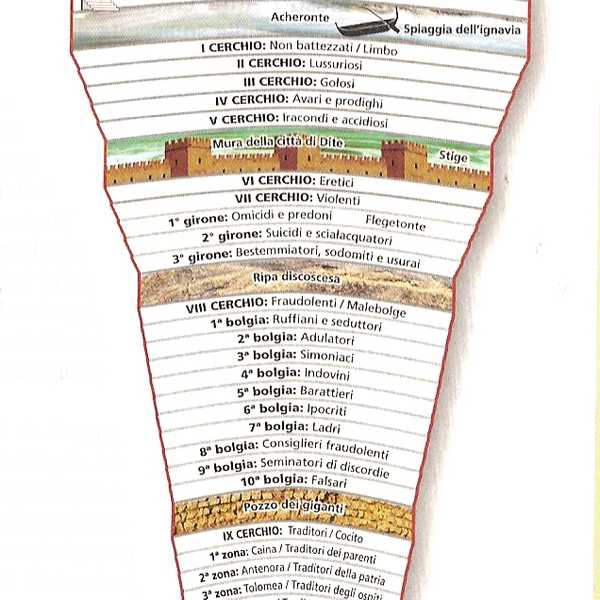 Acheronte
Spiaggia dell'ignavia
I CERCHIO: Non battezzati / Limbo
II CERCHIO: Lussuriosi
III CERCHIO: Golosi
IV CERCHIO: Avari e prodighi
V CERCHIO: Iracondi e accidiosi
Mura della città di Dite
Stige
VI CERCHIO: Eretici
VII CERCHIO: Violenti
1° girone: Omicidi e predoni Flegetonte
2° girone: Suicidi e scialacquatori
3° girone: Bestemmiatori, sodomiti e usurai
Ripa discoscesa
VIII CERCHIO: Fraudolenti / Malebolge
1ª bolgia: Ruffiani e seduttori
2ª bolgia: Adulatori
3ª bolgia: Simoniaci
4ª bolgia: Indovini
5ª bolgia: Barattieri
6ª bolgia: Ipocriti
7ª bolgia: Ladri
8ª bolgia: Consiglieri fraudolenti
9ª bolgia: Seminatori di discordie
10ª bolgia: Falsari
Pozzo dei giganti
IX CERCHIO: Traditori / Cocito
1ª zona: Caina / Traditori dei parenti
2ª zona: Antenora / Traditori della patria
3ª zona: Tolomea / Traditori degli ospiti